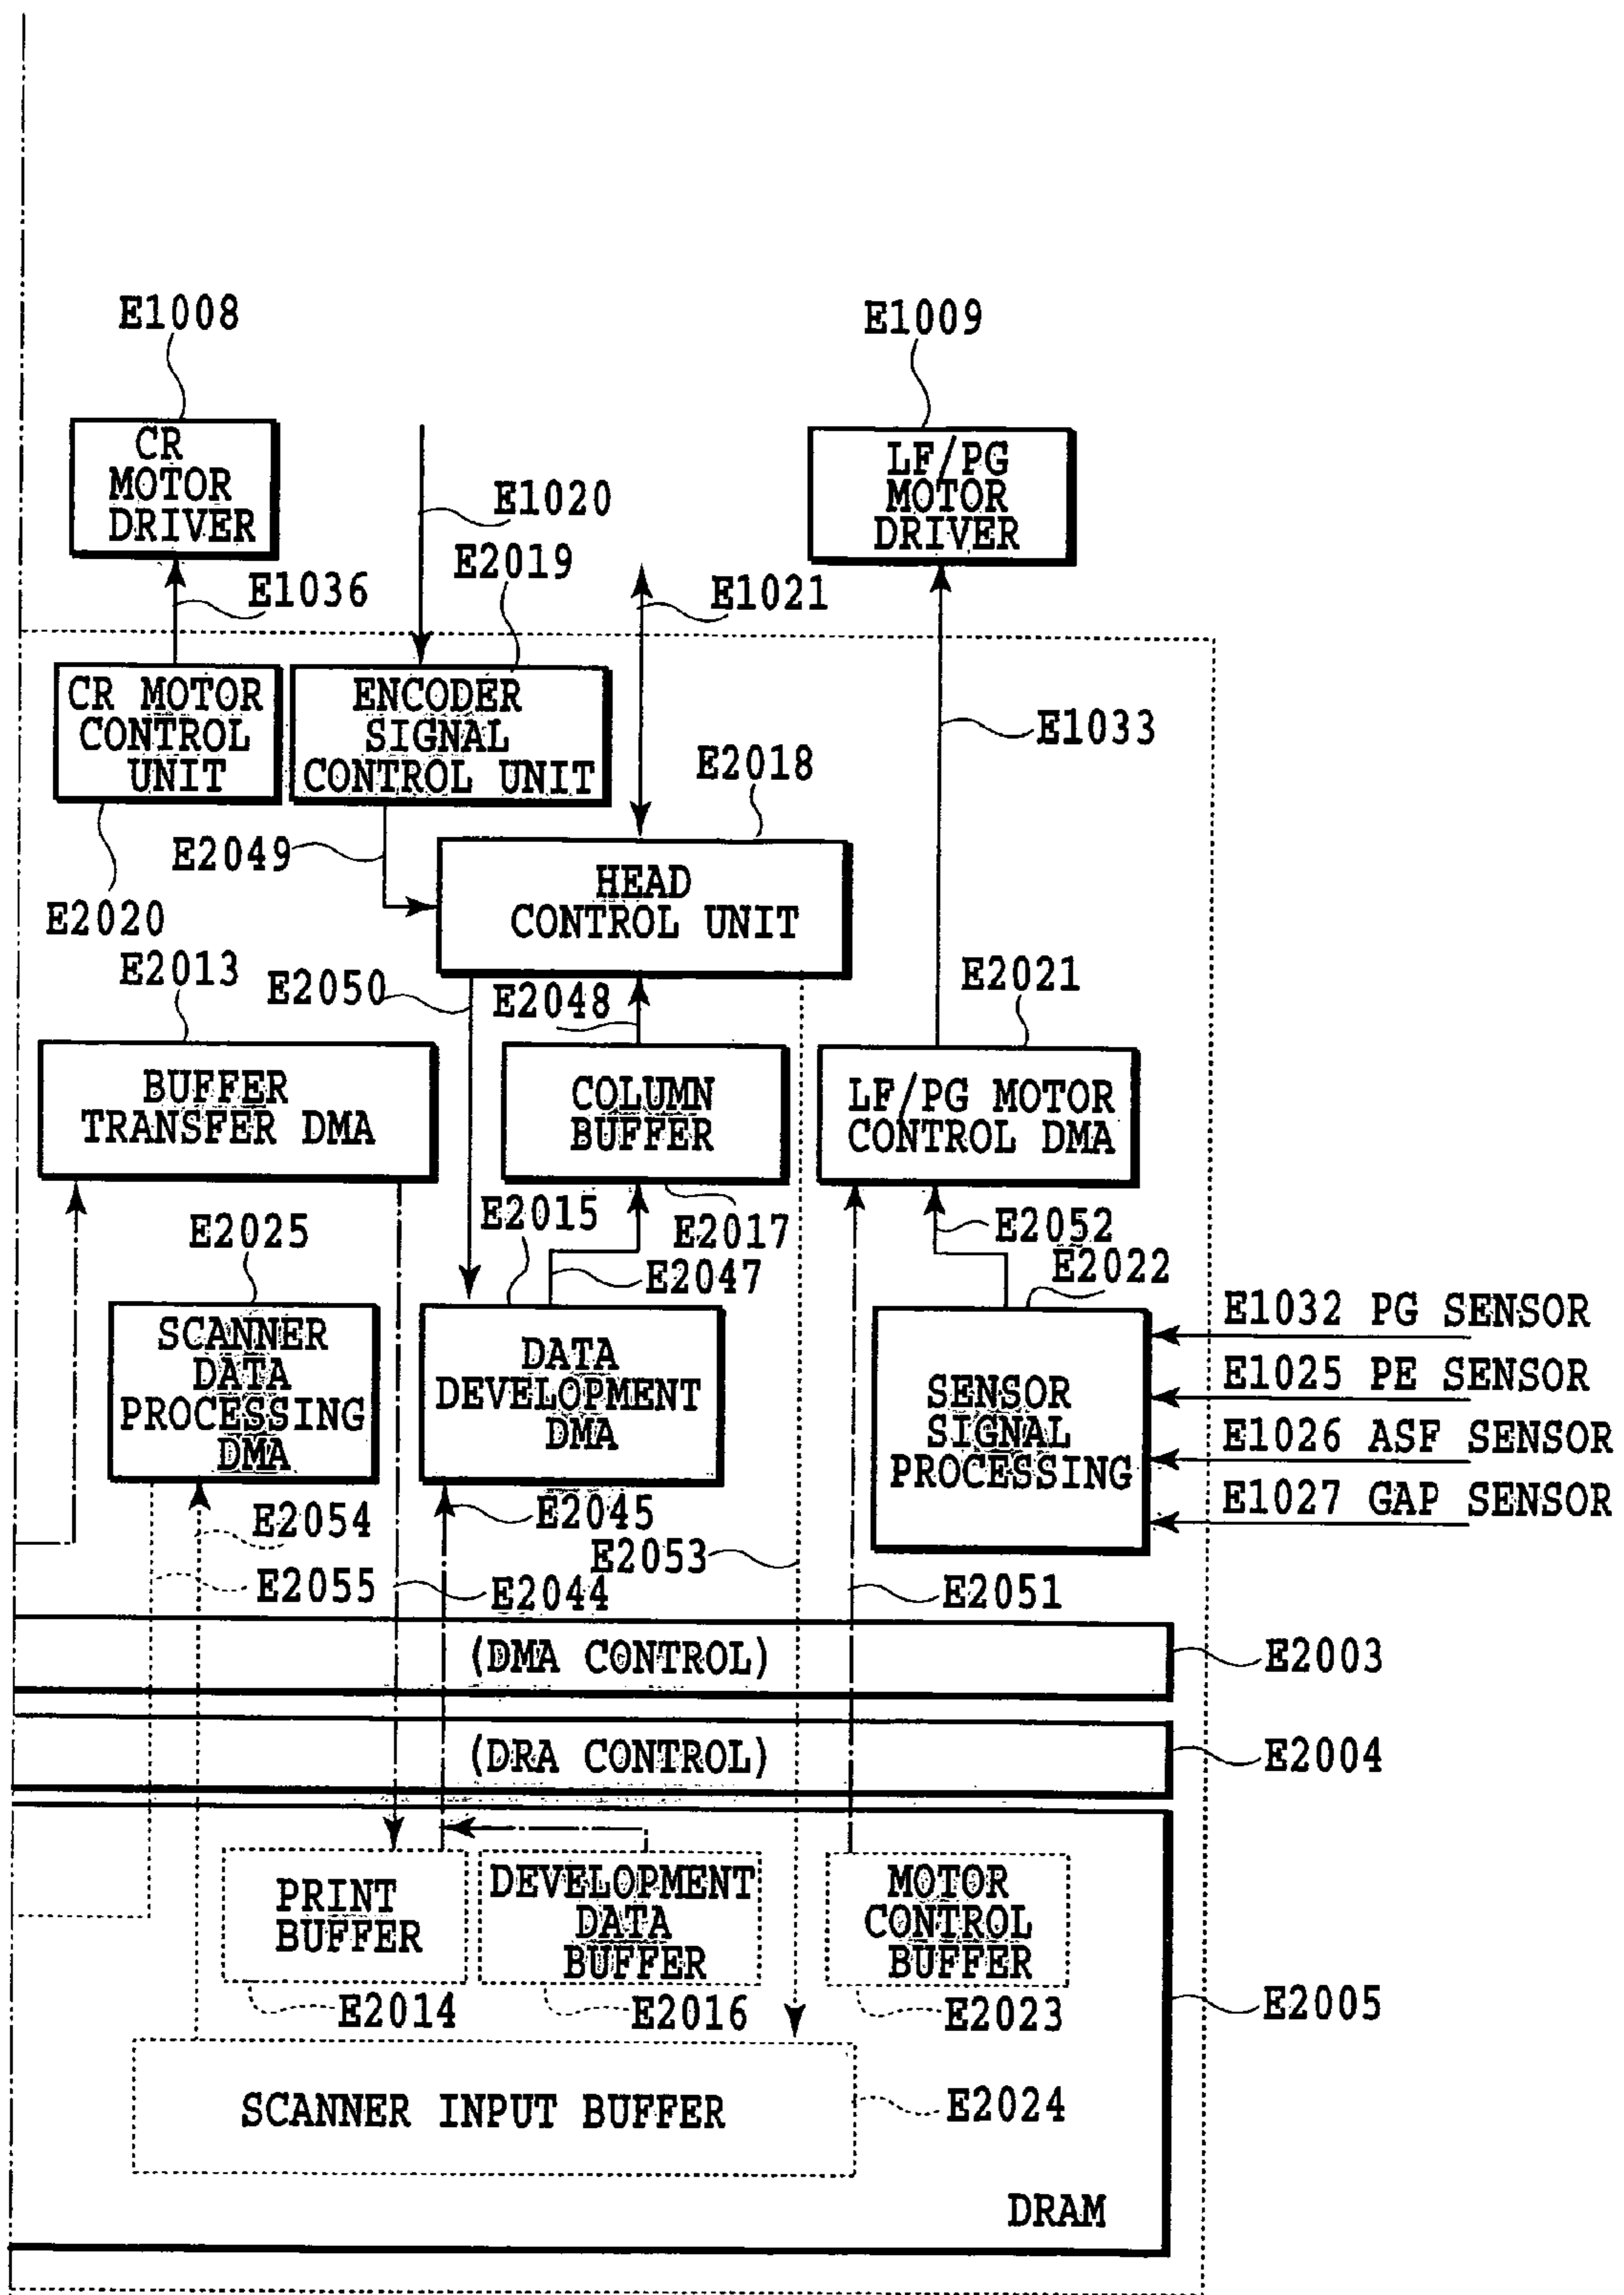 E1008
E1009
CR
MOTOR
DRIVER
LF/PG
MOTOR
DRIVER
E1020
E2019
E1036
E1021
CR MOTOR
CONTROL
UNIT
ENCODER
SIGNAL
CONTROL UNIT
E1033
E2018
E2049
HEAD
CONTROL UNIT
E2020
E2013
E2050
E2048
E2021
BUFFER
TRANSFER DMA
COLUMN
BUFFER
LF/PG MOTOR
CONTROL DMA
E2025
E2015
E2017
E2047
E2052
E2022
SCANNER
DATA
PROCESSING
DMA
DATA
DEVELOPMENT
DMA
SENSOR
SIGNAL
PROCESSING
E1032 PG SENSOR
E1025 PE SENSOR
E1026 ASF SENSOR
E1027 GAP SENSOR
E2054
E2045
E2053
E2055
E2044
E2051
(DMA CONTROL)
E2003
(DRA CONTROL)
E2004
PRINT
BUFFER
DEVELOPMENT
DATA
BUFFER
MOTOR
CONTROL
BUFFER
E2014
E2016
E2023
E2005
SCANNER INPUT BUFFER
E2024
DRAM